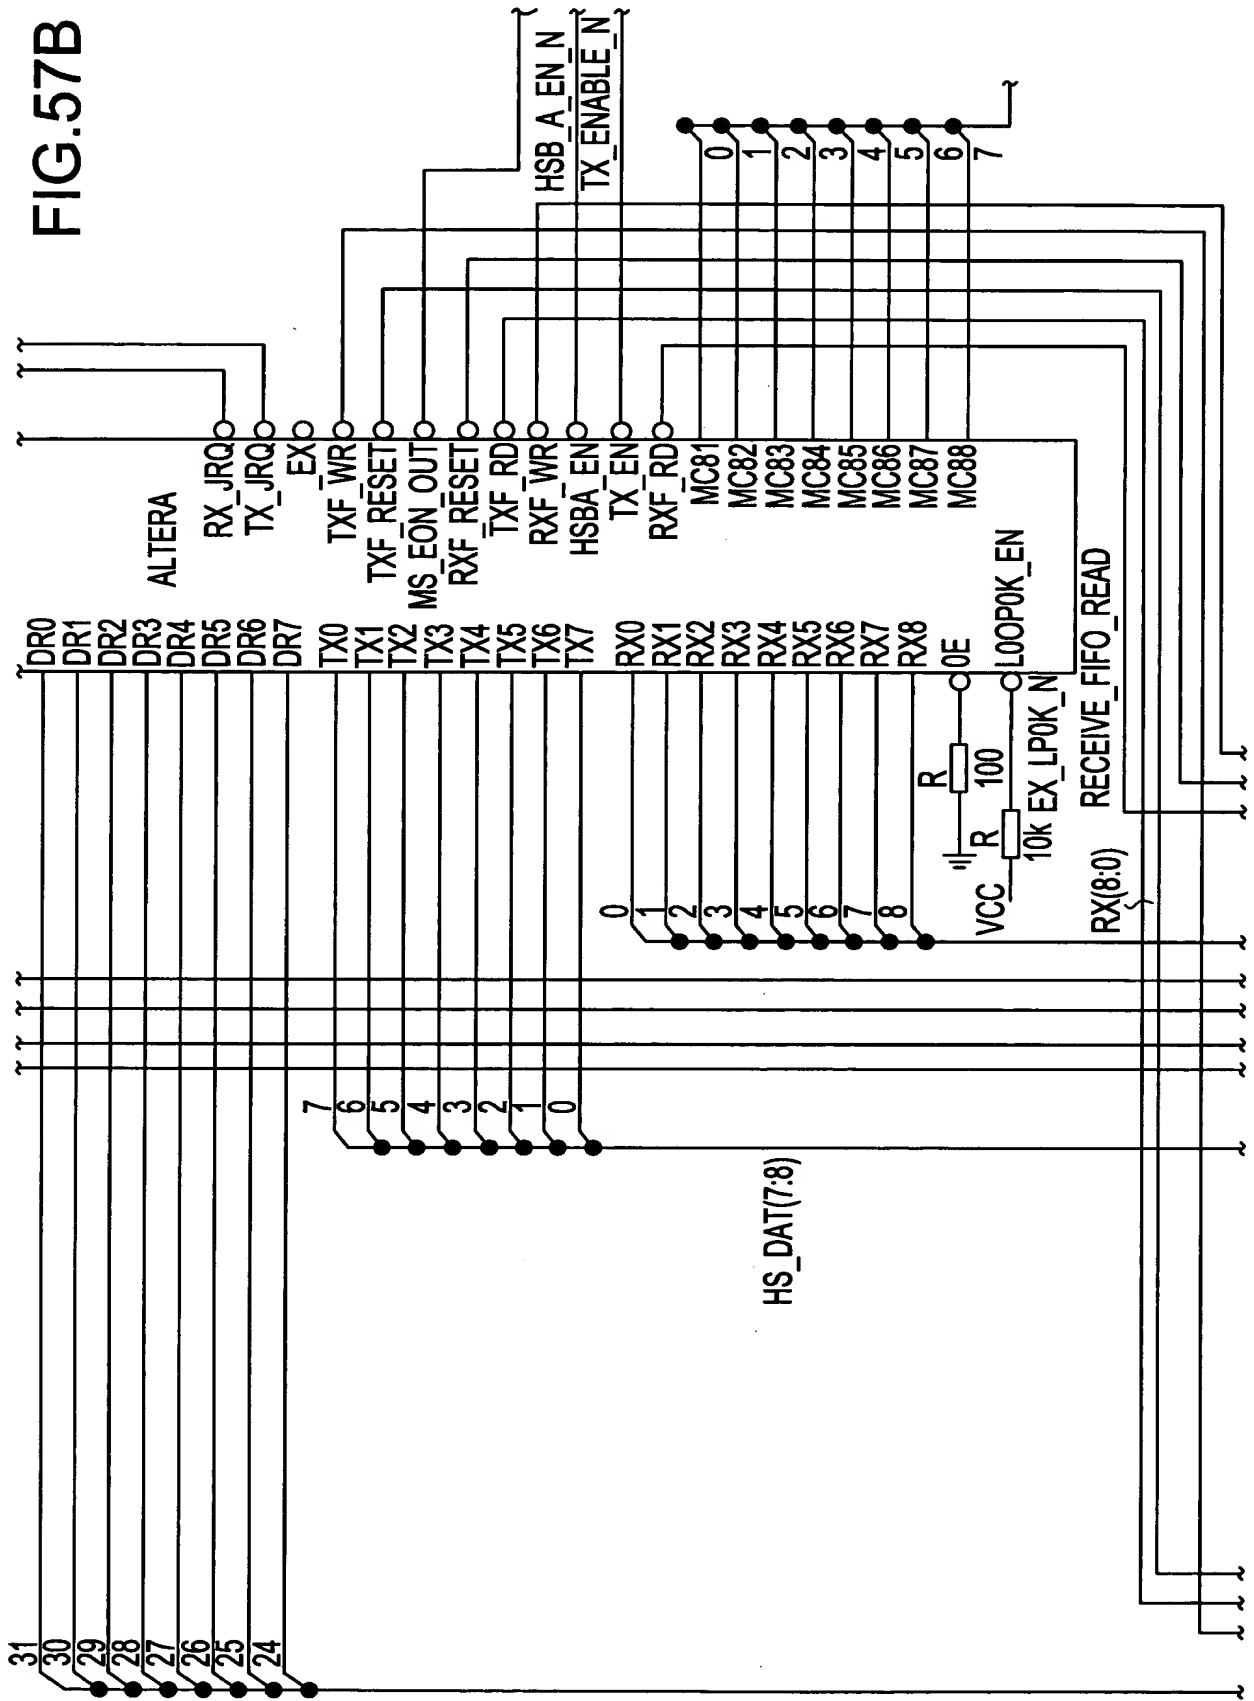 FIG.57B
HSB_A_EN_N
TX_ENABLE_N
ALTERA
RX_JRQ
TX_JRQ
EX
TXF_WR
TXF_RESET
MS_EON_OUT
RXF_RESET
TXF_RD
RXF_WR
HSBA_EN
TX_EN
RXF_RD
MC81
MC82
MC83
MC84
MC85
MC86
MC87
MC88
0
1
2
3
4
5
6
7
DR0
DR1
DR2
DR3
DR4
DR5
DR6
DR7
TX0
TX1
TX2
TX3
TX4
TX5
TX6
TX7
RX0
RX1
RX2
RX3
RX4
RX5
RX6
RX7
RX8
OE
LOOP0K_EN
R
100
R
10k
VCC
EX_LP0K_N
RECEIVE_FIFO_READ
RX(8:0)
0
1
2
3
4
5
6
7
8
7
6
5
4
3
2
1
0
HS_DAT(7:8)
31
30
29
28
27
26
25
24